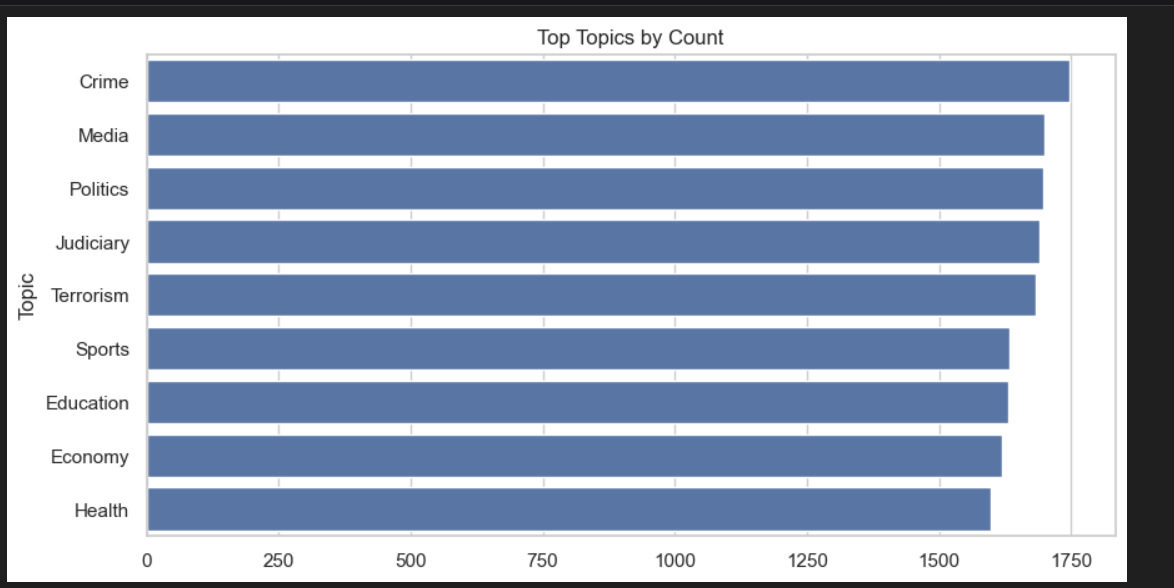 Top Topics by Count
Topic
Crime
Media
Politics
Judiciary
Terrorism
Sports
Education
Economy
Health
0 250 500 750 1000 1250 1500 1750